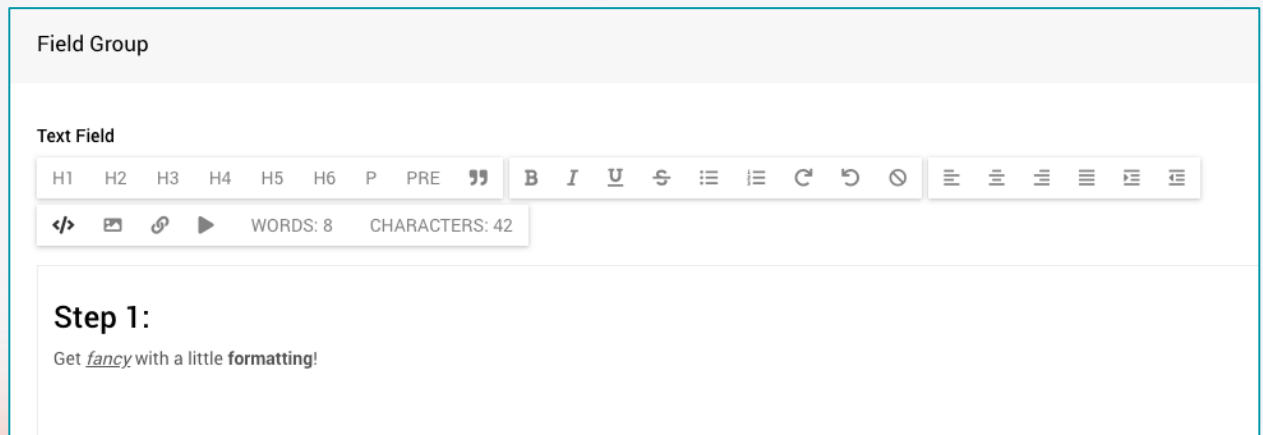 Field Group
Text Field
H1 H2 H3 H4 H5 H6 P PRE ❞ B I U S
</> WORDS: 8 CHARACTERS: 42
Step 1:
Get fancy with a little formatting!